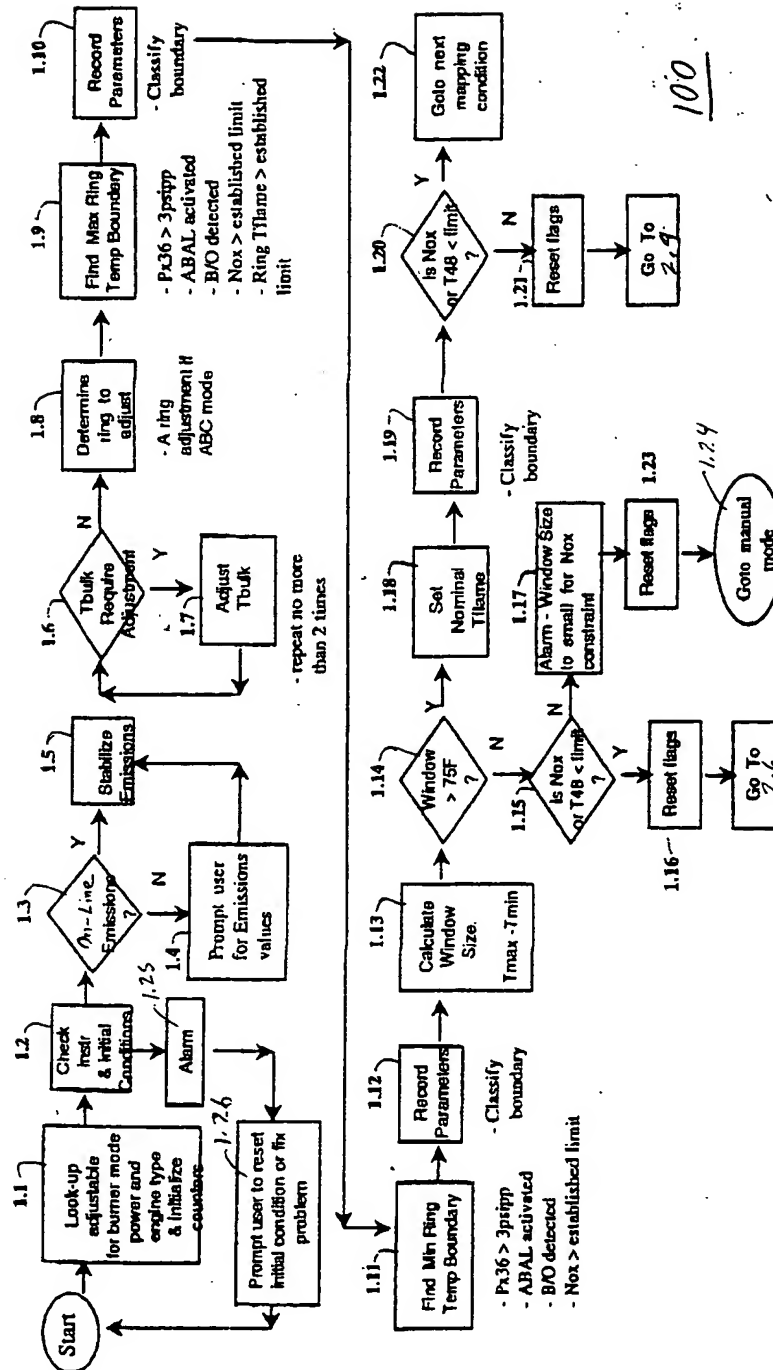 Start
1.1
Look-up
adjustable
for burner mode
power and
engine type
& initialize
counters
1.2
Check
Instr
& Initial
Conditions
1.25
Alarm
1.26
Prompt user to reset
initial condition or fix
problem
1.3
On-Line
Emissions
?
Y
N
1.4
Prompt user
for Emissions
values
1.5
Stabilize
Emissions
1.6
Tbulk
Require
Adjustment
N
Y
1.7
Adjust
Tbulk
- repeat no more
than 2 times
1.8
Determine
ring to
adjust
- A ring
adjustment if
ABC mode
1.9
Find Max Ring
Temp Boundary
- Px36 > 3psipp
- ABAL activated
- B/O detected
- Nox > established limit
- Ring Tflame > established
limit
1.10
Record
Parameters
- Classify
boundary
1.11
Find Min Ring
Temp Boundary
- Px36 > 3psipp
- ABAL activated
- B/O detected
- Nox > established limit
1.12
Record
Parameters
- Classify
boundary
1.13
Calculate
Window
Size.
Tmax -Tmin
1.14
Window
> 75F
Y
N
1.15
Is Nox
or T48 < limit
?
N
Y
1.16
Reset flags
Go To
1.17
Alarm - Window Size
to small for Nox
constraint
1.23
Reset flags
1.24
Goto manual
mode
1.18
Set
Nominal
Tflame
1.19
Record
Parameters
- Classify
boundary
1.20
Is Nox
or T48 < limit
?
Y
N
1.21
Reset flags
Go To
2.9
1.22
Goto next
mapping
condition
100